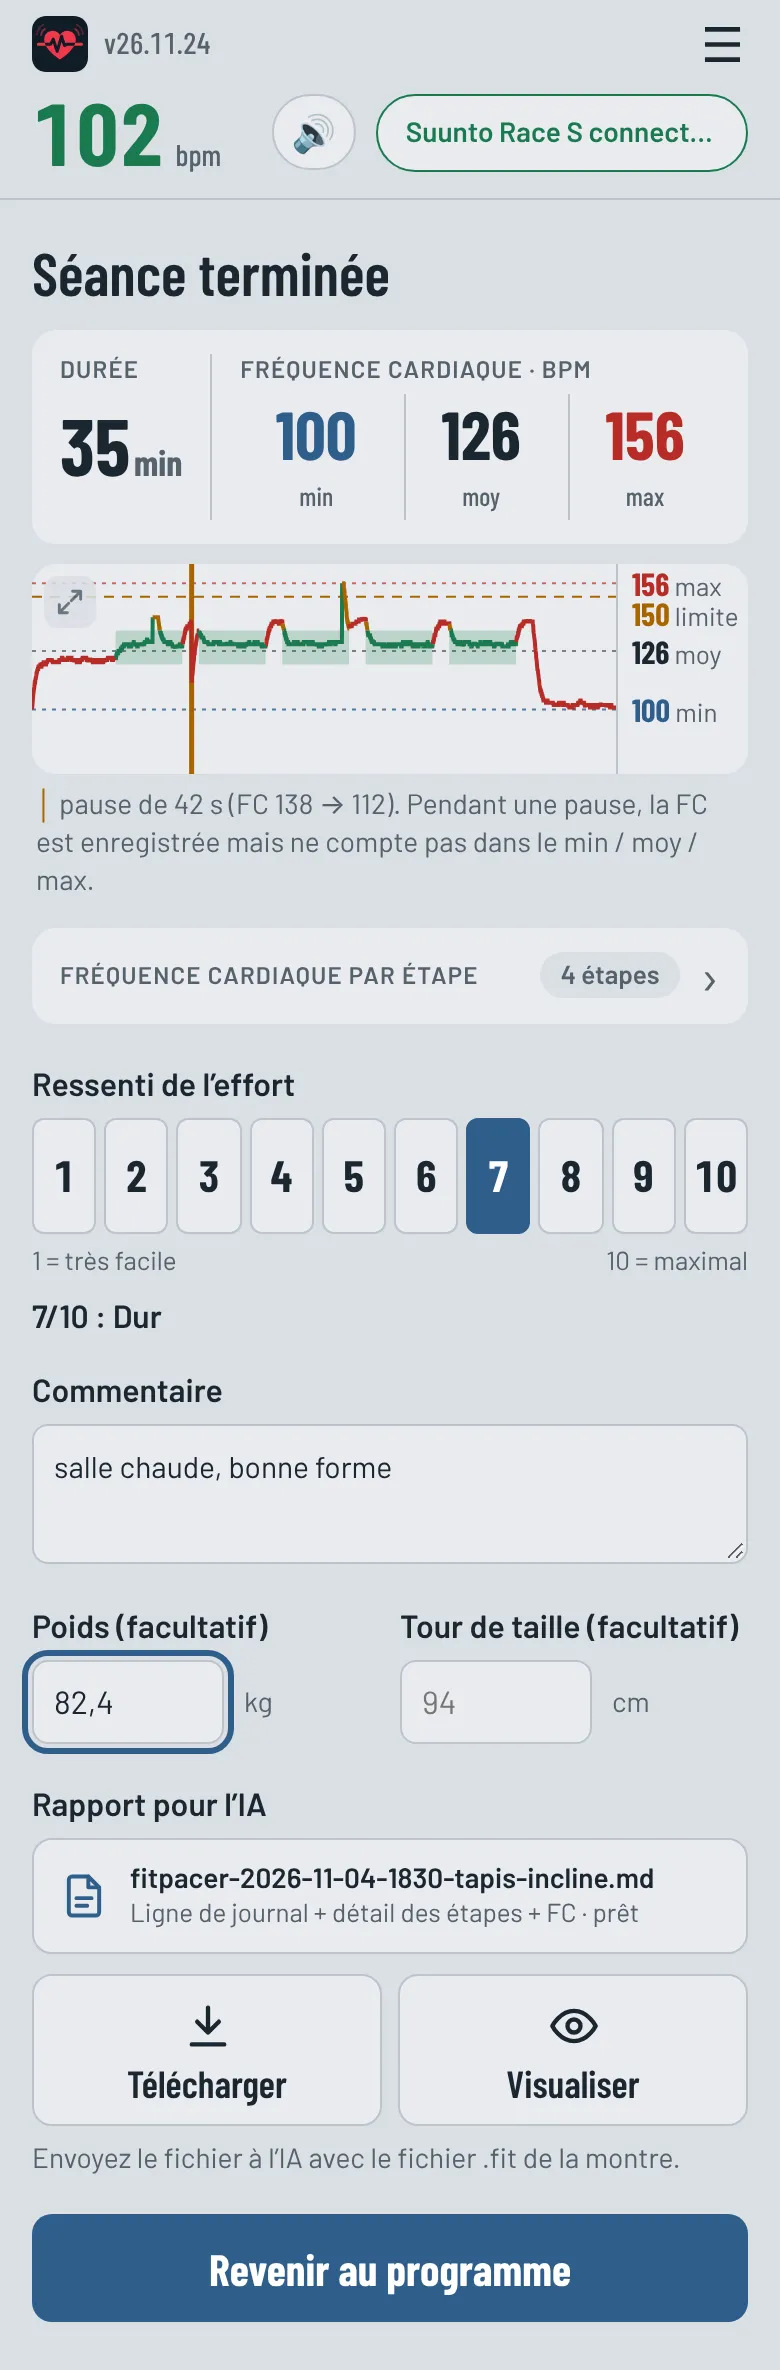 v26.11.24
102 bpm
Suunto Race S connect...
Séance terminée
DURÉE
35 min
FRÉQUENCE CARDIAQUE · BPM
100
min
126
moy
156
max
156 max
150 limite
126 moy
100 min
pause de 42 s (FC 138 → 112). Pendant une pause, la FC
est enregistrée mais ne compte pas dans le min / moy /
max.
FRÉQUENCE CARDIAQUE PAR ÉTAPE
4 étapes
Ressenti de l’effort
1 2 3 4 5 6 7 8 9 10
1 = très facile
10 = maximal
7/10 : Dur
Commentaire
salle chaude, bonne forme
Poids (facultatif)
82,4 kg
Tour de taille (facultatif)
94 cm
Rapport pour l’IA
fitpacer-2026-11-04-1830-tapis-incline.md
Ligne de journal + détail des étapes + FC · prêt
Télécharger
Visualiser
Envoyez le fichier à l’IA avec le fichier .fit de la montre.
Revenir au programme